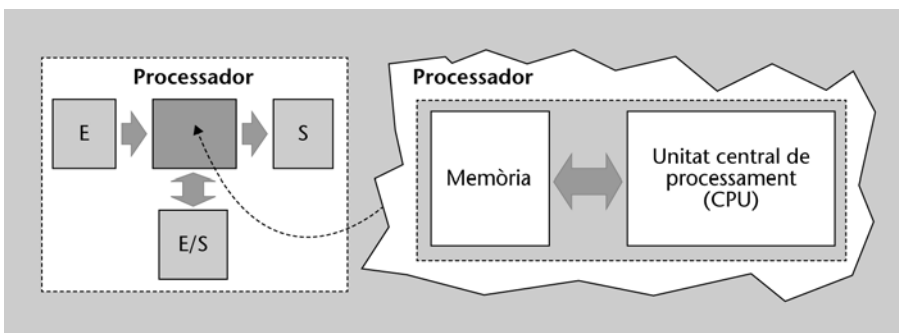 Processador
E
S
E/S
Processador
Memòria
Unitat central de
processament
(CPU)